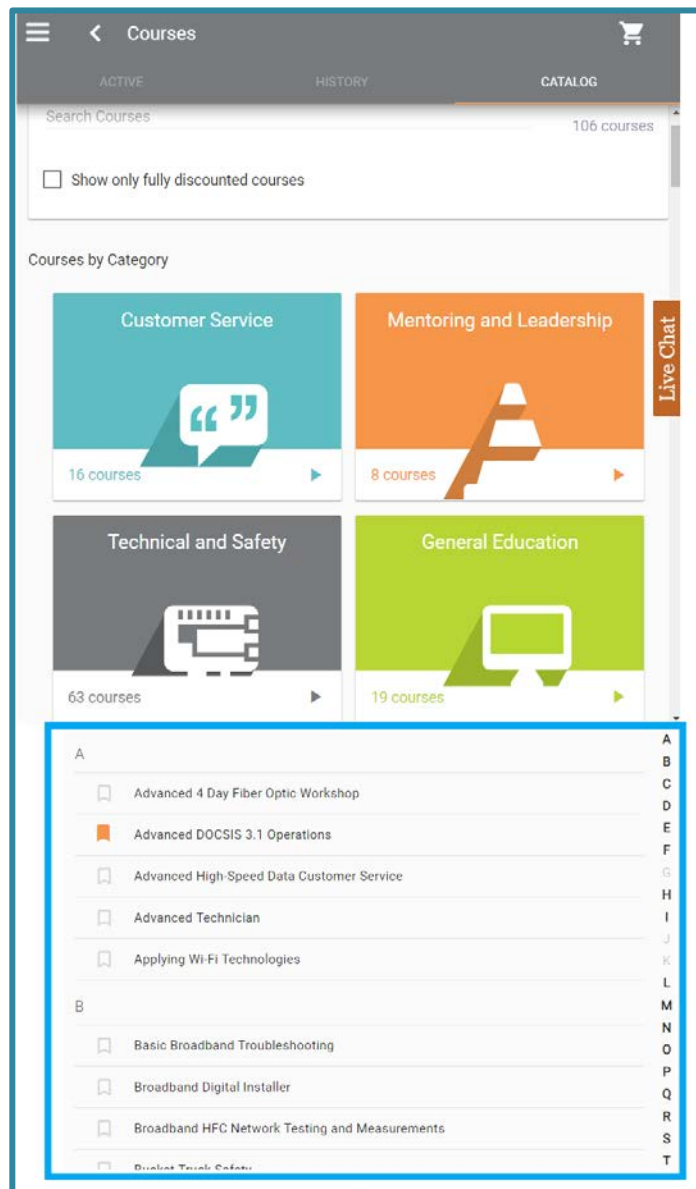 Courses
ACTIVE HISTORY CATALOG
Search Courses
106 courses
Show only fully discounted courses
Courses by Category
Customer Service
16 courses
Mentoring and Leadership
8 courses
Live Chat
Technical and Safety
63 courses
General Education
19 courses
A
Advanced 4 Day Fiber Optic Workshop
Advanced DOCSIS 3.1 Operations
Advanced High-Speed Data Customer Service
Advanced Technician
Applying Wi-Fi Technologies
B
Basic Broadband Troubleshooting
Broadband Digital Installer
Broadband HFC Network Testing and Measurements
Bucket Truck Safety
A
B
C
D
E
F
G
H
I
J
K
L
M
N
O
P
Q
R
S
T